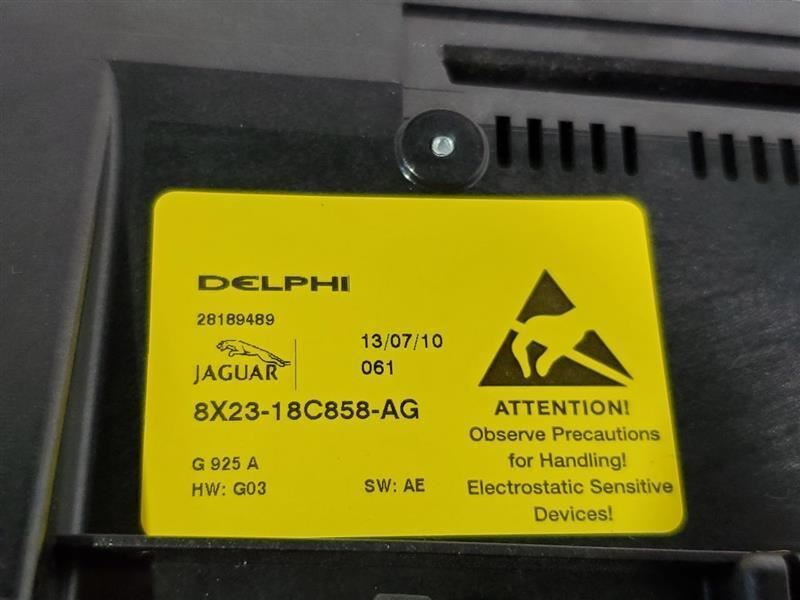 DELPHI
28189489
JAGUAR
13/07/10
061
8X23-18C858-AG
G 925 A
HW: G03
SW: AE
ATTENTION!
Observe Precautions
for Handling!
Electrostatic Sensitive
Devices!